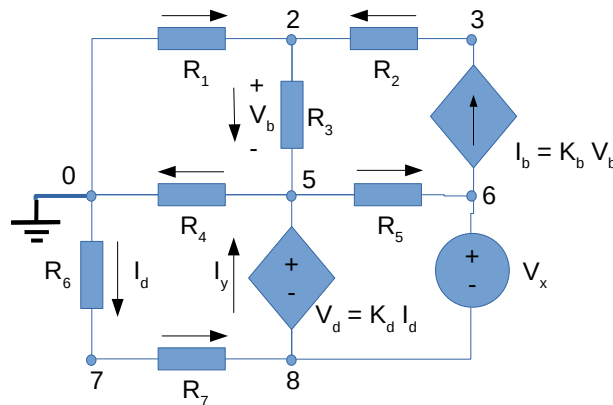 2
3
R1
R2
+
Vb
-
R3
Ib = Kb Vb
0
5
6
R4
R5
R6
Id
Iy
+
-
Vd = Kd Id
+
-
Vx
7
R7
8